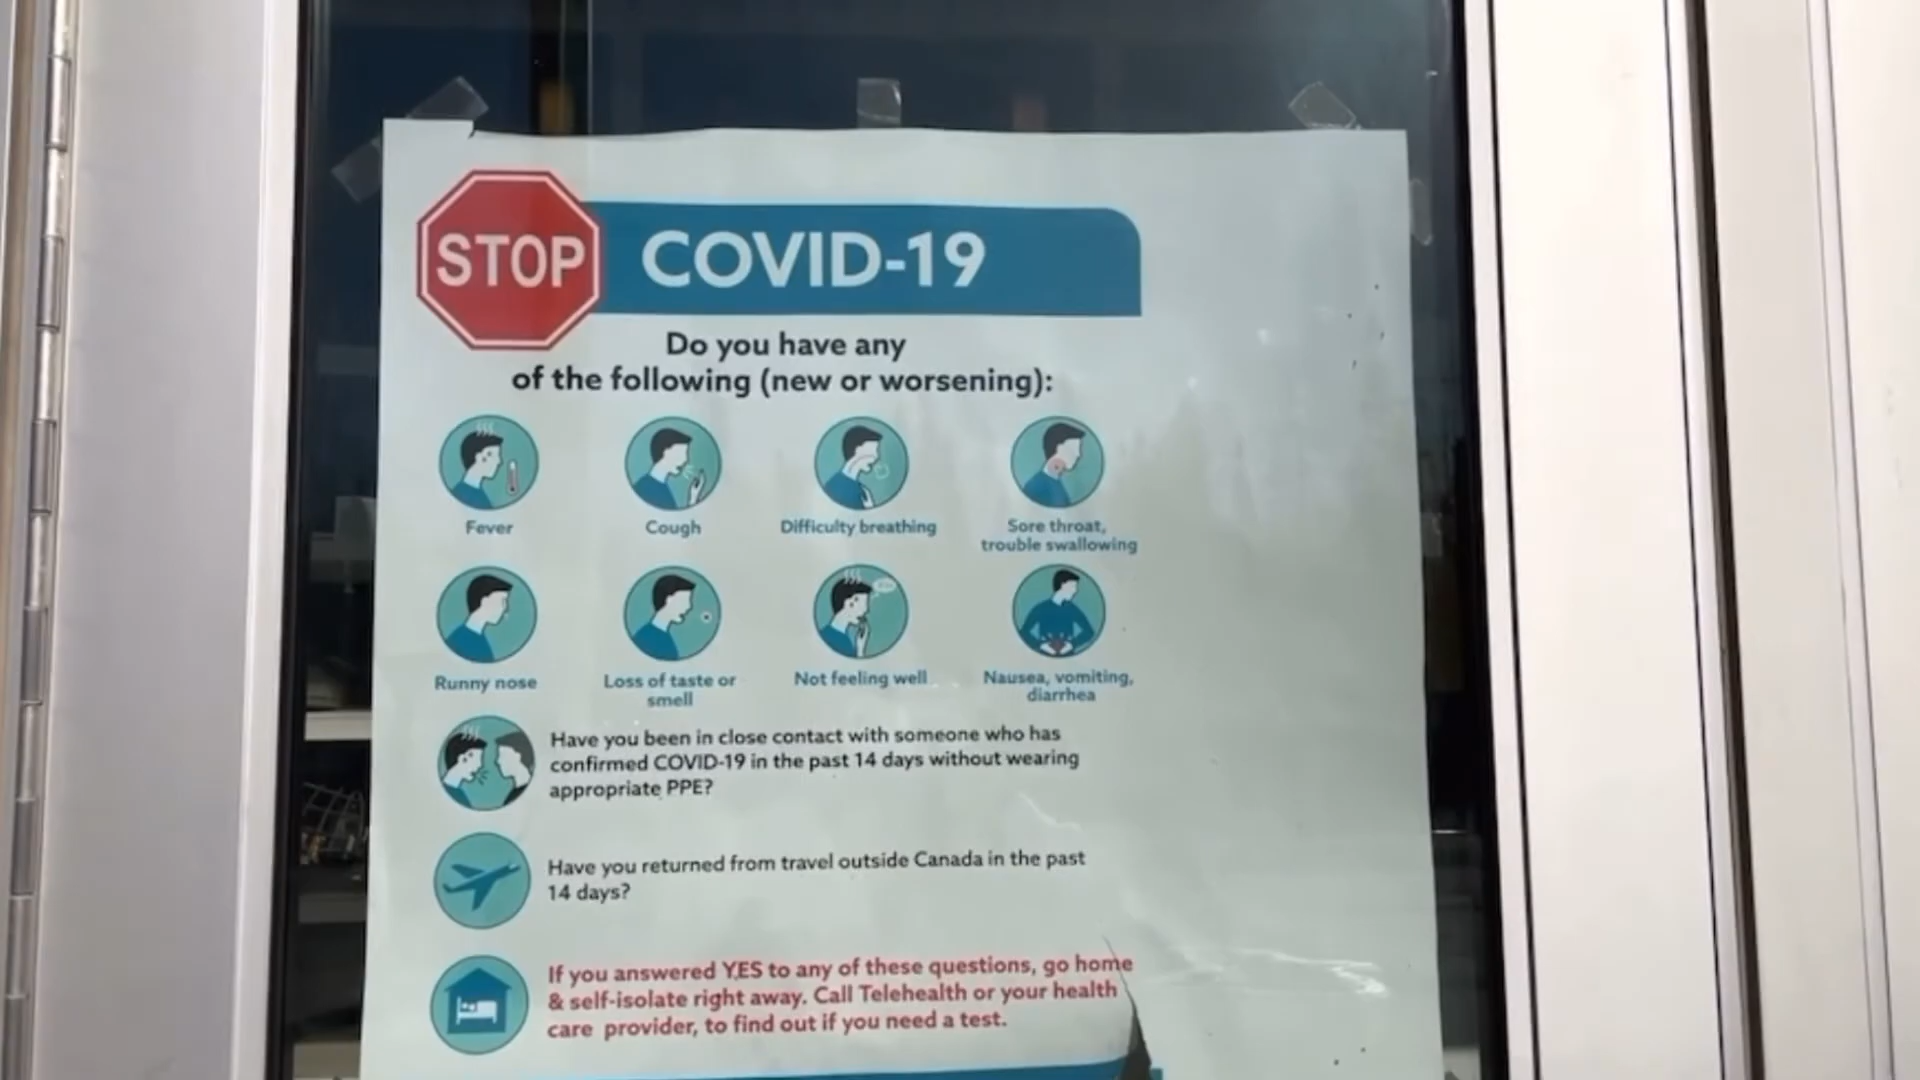 STOP COVID-19
Do you have any
of the following (new or worsening):
Fever
Cough
Difficulty breathing
Sore throat,
trouble swallowing
Runny nose
Loss of taste or
smell
Not feeling well
Nausea, vomiting,
diarrhea
Have you been in close contact with someone who has
confirmed COVID-19 in the past 14 days without wearing
appropriate PPE?
Have you returned from travel outside Canada in the past
14 days?
If you answered YES to any of these questions, go home
& self-isolate right away. Call Telehealth or your health
care provider, to find out if you need a test.